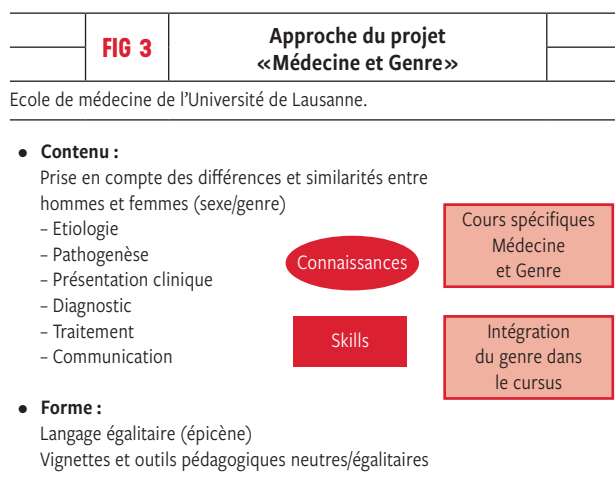 FIG 3
Approche du projet
«Médecine et Genre»
Ecole de médecine de l'Université de Lausanne.
● Contenu :
Prise en compte des différences et similarités entre
hommes et femmes (sexe/genre)
– Etiologie
– Pathogenèse
– Présentation clinique
– Diagnostic
– Traitement
– Communication
Connaissances
Skills
Cours spécifiques
Médecine
et Genre
Intégration
du genre dans
le cursus
● Forme :
Langage égalitaire (épicène)
Vignettes et outils pédagogiques neutres/égalitaires